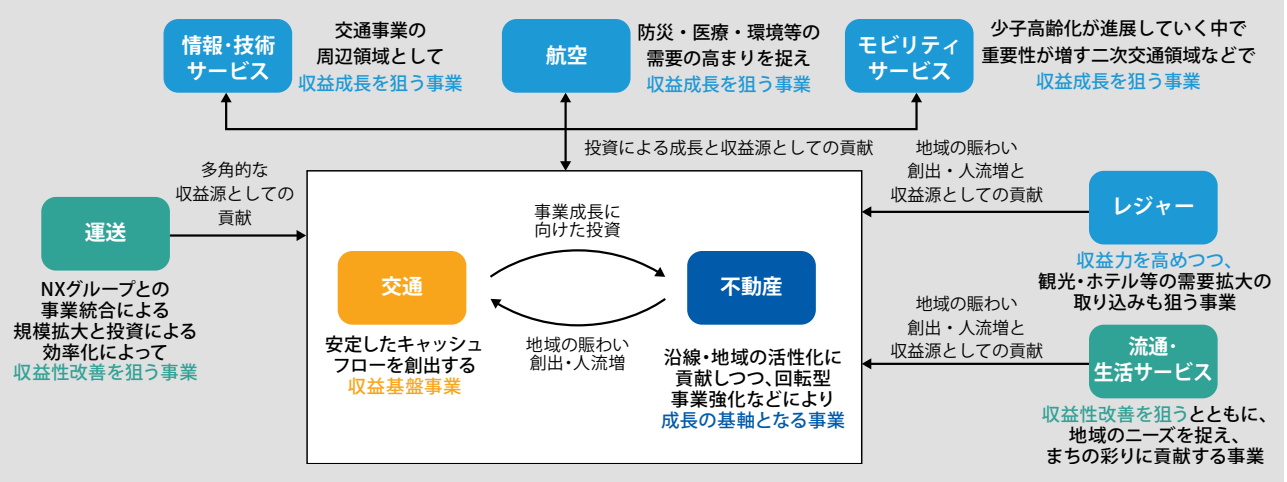 情報・技術
サービス
交通事業の
周辺領域として
収益成長を狙う事業
航空
防災・医療・環境等の
需要の高まりを捉え
収益成長を狙う事業
モビリティ
サービス
少子高齢化が進展していく中で
重要性が増す二次交通領域などで
収益成長を狙う事業
投資による成長と収益源としての貢献
多角的な
収益源としての
貢献
運送
NXグループとの
事業統合による
規模拡大と投資による
効率化によって
収益性改善を狙う事業
事業成長に
向けた投資
交通
安定したキャッシュ
フローを創出する
収益基盤事業
地域の賑わい
創出・人流増
不動産
沿線・地域の活性化に
貢献しつつ、回転型
事業強化などにより
成長の基軸となる事業
地域の賑わい
創出・人流増と
収益源としての貢献
レジャー
収益力を高めつつ、
観光・ホテル等の需要拡大の
取り込みも狙う事業
地域の賑わい
創出・人流増と
収益源としての貢献
流通・
生活サービス
収益性改善を狙うとともに、
地域のニーズを捉え、
まちの彩りに貢献する事業